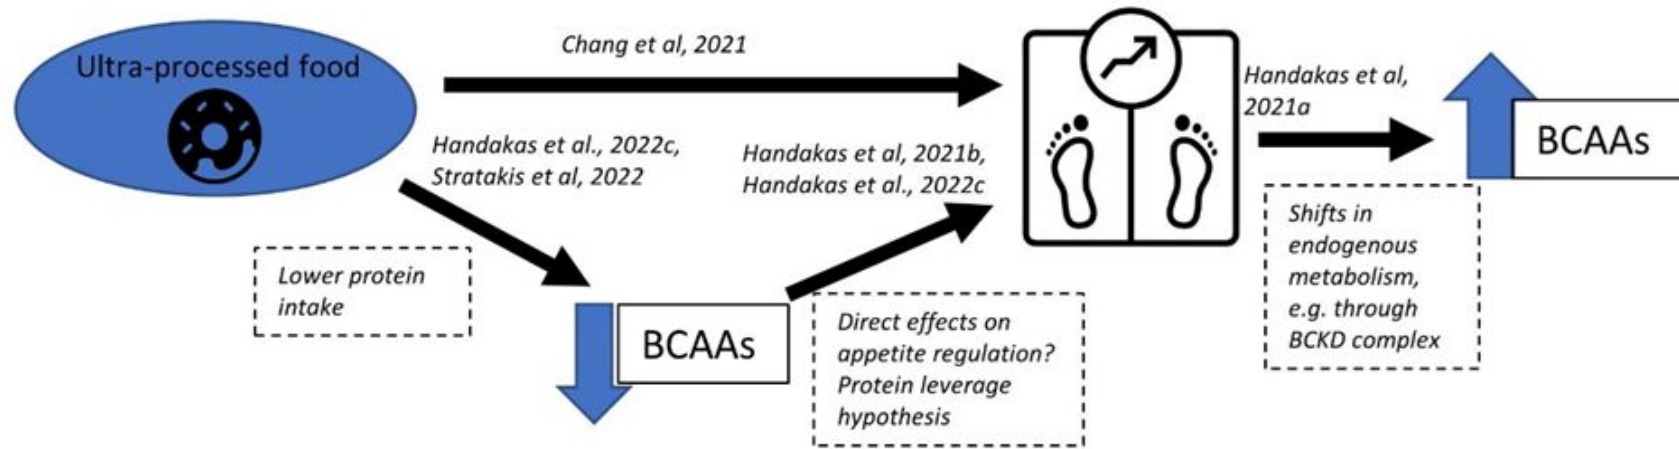 Ultra-processed food
Chang et al, 2021
Handakas et al., 2022c,
Stratakis et al, 2022
Lower protein
intake
BCAAs
Handakas et al, 2021b,
Handakas et al., 2022c
Direct effects on
appetite regulation?
Protein leverage
hypothesis
Handakas et al,
2021a
Shifts in
endogenous
metabolism,
e.g. through
BCKD complex
BCAAs